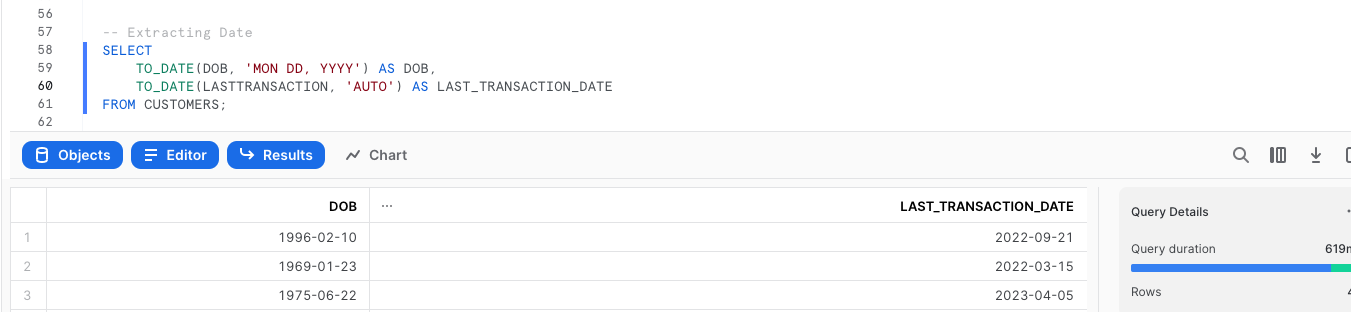 56
57 -- Extracting Date
58 SELECT
59 TO_DATE(DOB, 'MON DD, YYYY') AS DOB,
60 TO_DATE(LASTTRANSACTION, 'AUTO') AS LAST_TRANSACTION_DATE
61 FROM CUSTOMERS;
62
Objects Editor Results Chart
DOB ... LAST_TRANSACTION_DATE
1 1996-02-10 2022-09-21
2 1969-01-23 2022-03-15
3 1975-06-22 2023-04-05
Query Details
Query duration 619m
Rows